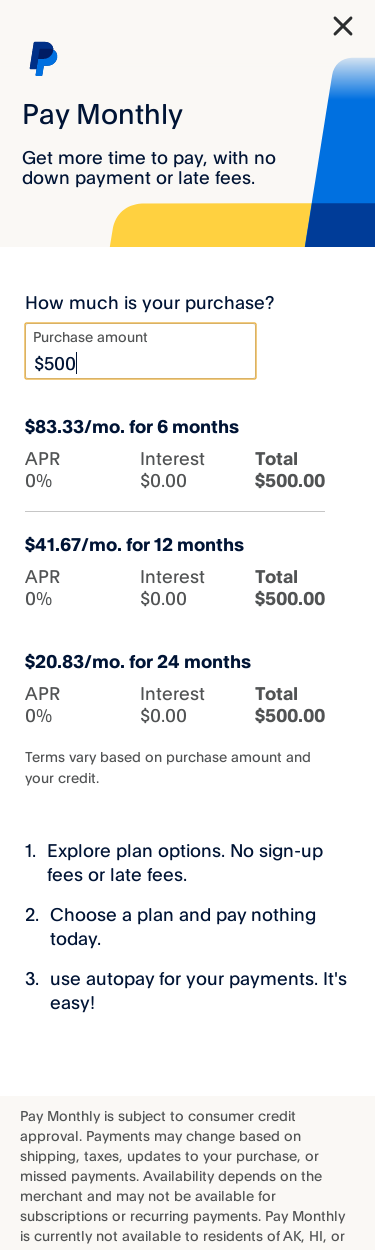 Pay Monthly
Get more time to pay, with no
down payment or late fees.
How much is your purchase?
Purchase amount
$500
$83.33/mo. for 6 months
APR Interest Total
0% $0.00 $500.00
$41.67/mo. for 12 months
APR Interest Total
0% $0.00 $500.00
$20.83/mo. for 24 months
APR Interest Total
0% $0.00 $500.00
Terms vary based on purchase amount and
your credit.
1. Explore plan options. No sign-up
fees or late fees.
2. Choose a plan and pay nothing
today.
3. use autopay for your payments. It's
easy!
Pay Monthly is subject to consumer credit
approval. Payments may change based on
shipping, taxes, updates to your purchase, or
missed payments. Availability depends on the
merchant and may not be available for
subscriptions or recurring payments. Pay Monthly
is currently not available to residents of AK, HI, or